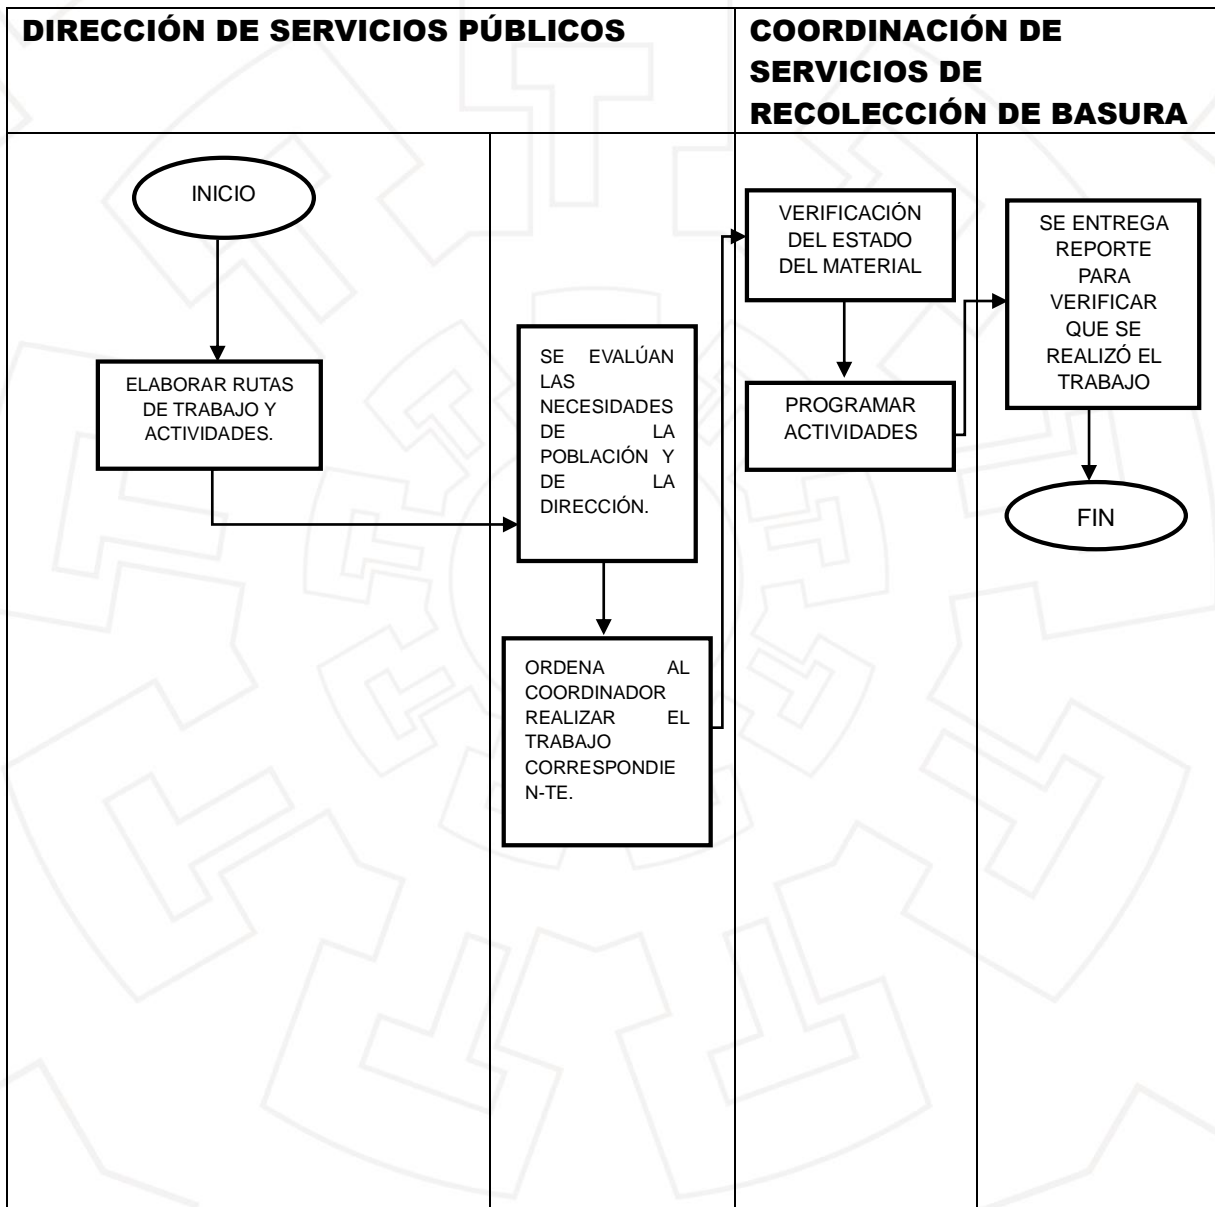 DIRECCIÓN DE SERVICIOS PÚBLICOS
COORDINACIÓN DE
SERVICIOS DE
RECOLECCIÓN DE BASURA
INICIO
ELABORAR RUTAS
DE TRABAJO Y
ACTIVIDADES.
SE EVALÚAN
LAS
NECESIDADES
DE LA
POBLACIÓN Y
DE LA
DIRECCIÓN.
ORDENA AL
COORDINADOR
REALIZAR EL
TRABAJO
CORRESPONDIE
N-TE.
VERIFICACIÓN
DEL ESTADO
DEL MATERIAL
PROGRAMAR
ACTIVIDADES
SE ENTREGA
REPORTE
PARA
VERIFICAR
QUE SE
REALIZÓ EL
TRABAJO
FIN